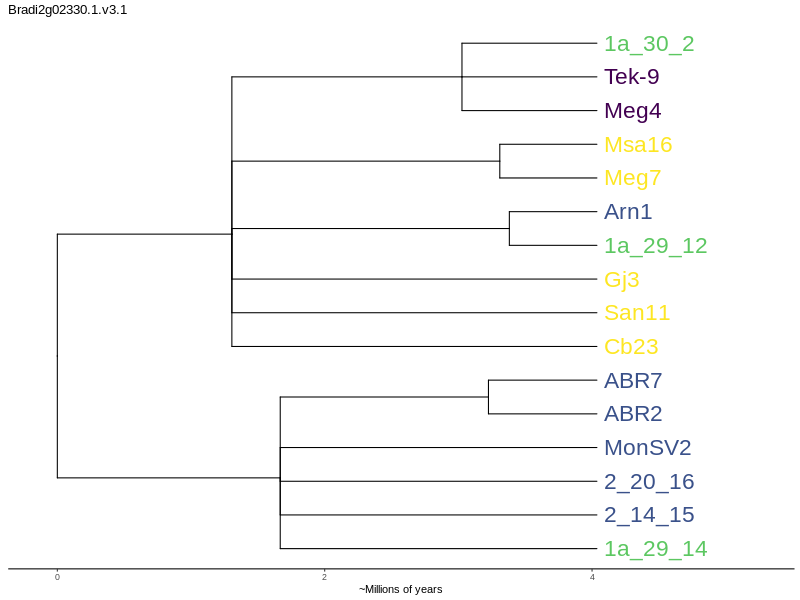 Bradi2g02330.1.v3.1
1a_30_2
Tek-9
Meg4
Msa16
Meg7
Arn1
1a_29_12
Gj3
San11
Cb23
ABR7
ABR2
MonSV2
2_20_16
2_14_15
1a_29_14
0 2 4
~Millions of years